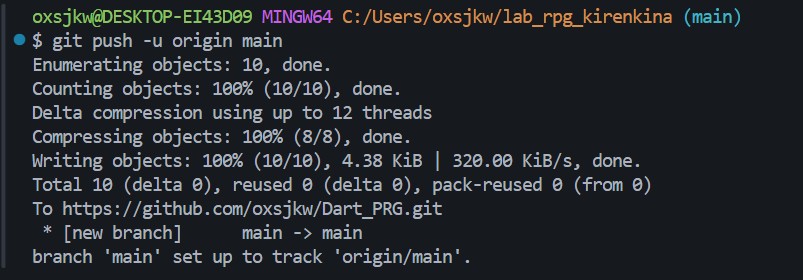 oxsjkw@DESKTOP-EI43D09 MINGW64 C:/Users/oxsjkw/lab_rpg_kirenkina (main)
$ git push -u origin main
Enumerating objects: 10, done.
Counting objects: 100% (10/10), done.
Delta compression using up to 12 threads
Compressing objects: 100% (8/8), done.
Writing objects: 100% (10/10), 4.38 KiB | 320.00 KiB/s, done.
Total 10 (delta 0), reused 0 (delta 0), pack-reused 0 (from 0)
To https://github.com/oxsjkw/Dart_PRG.git
 * [new branch]      main -> main
branch 'main' set up to track 'origin/main'.